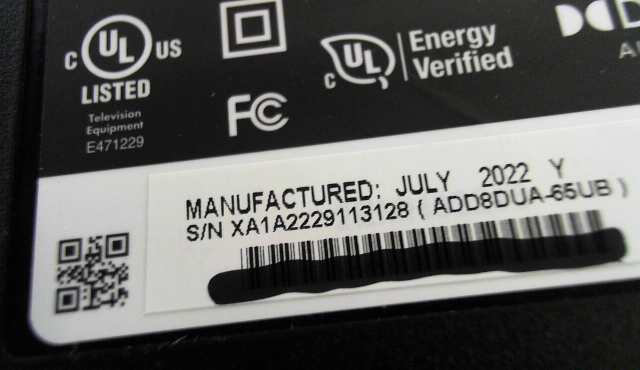 C UL US
LISTED
Television
Equipment
E471229
FC
C UL
Energy
Verified
MANUFACTURED: JULY 2022 Y
S/N XA1A2229113128 ( ADD8DUA-65UB )